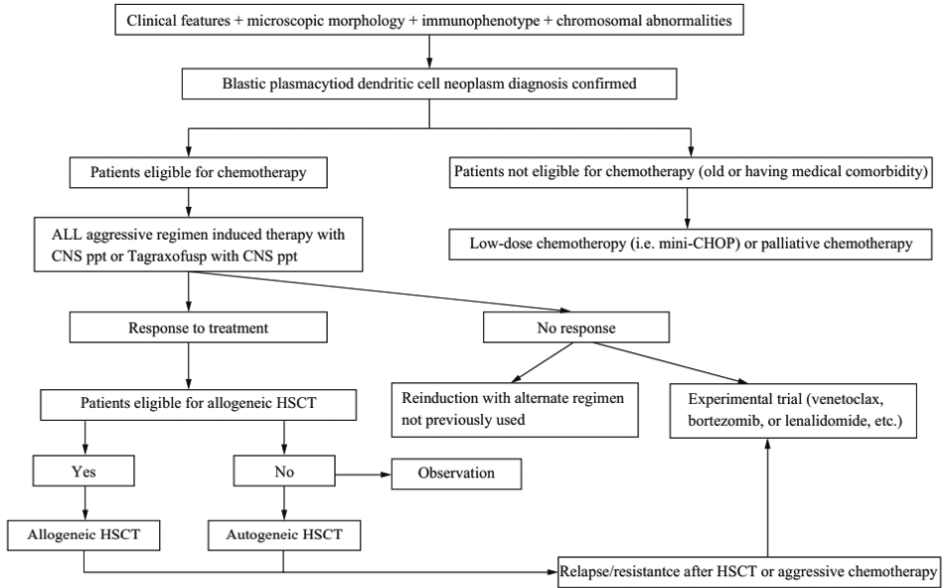 Clinical features + microscopic morphology + immunophenotype + chromosomal abnormalities
Blastic plasmacytiod dendritic cell neoplasm diagnosis confirmed
Patients eligible for chemotherapy
Patients not eligible for chemotherapy (old or having medical comorbidity)
ALL aggressive regimen induced therapy with
CNS ppt or Tagraxofusp with CNS ppt
Low-dose chemotheropy (i.e. mini-CHOP) or palliative chemotherapy
Response to treatment
No response
Patients eligible for allogeneic HSCT
Reinduction with alternate regimen
not previously used
Experimental trial (venetoclax,
bortezomib, or lenalidomide, etc.)
Yes
No
Observation
Allogeneic HSCT
Autogeneic HSCT
Relapse/resistantce after HSCT or aggressive chemotherapy